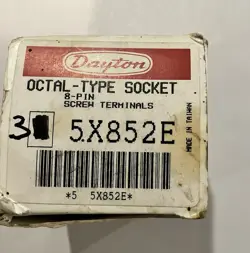 Dayton
OCTAL-TYPE SOCKET
8-PIN
SCREW TERMINALS
3 5X852E
MADE IN TAIWAN
*5 5X852E*